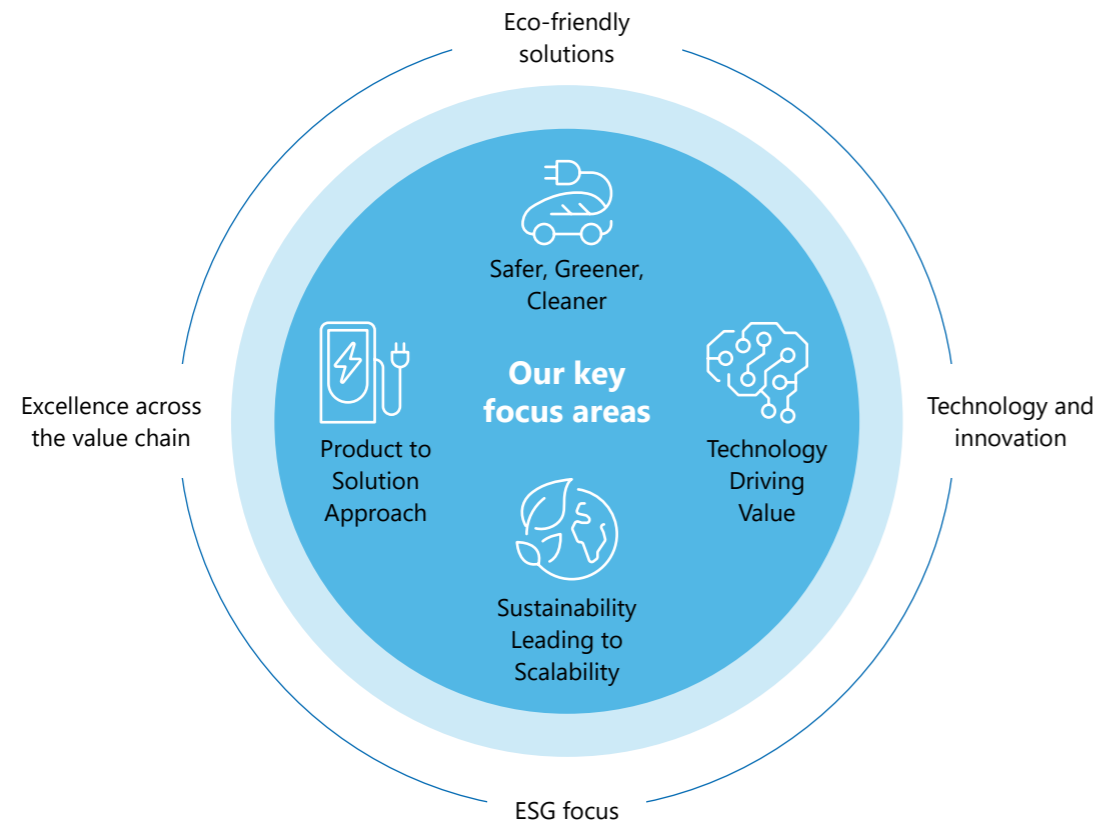 Eco-friendly
solutions
Safer, Greener,
Cleaner
Our key
focus areas
Excellence across
the value chain
Technology and
innovation
Product to
Solution
Approach
Technology
Driving
Value
Sustainability
Leading to
Scalability
ESG focus